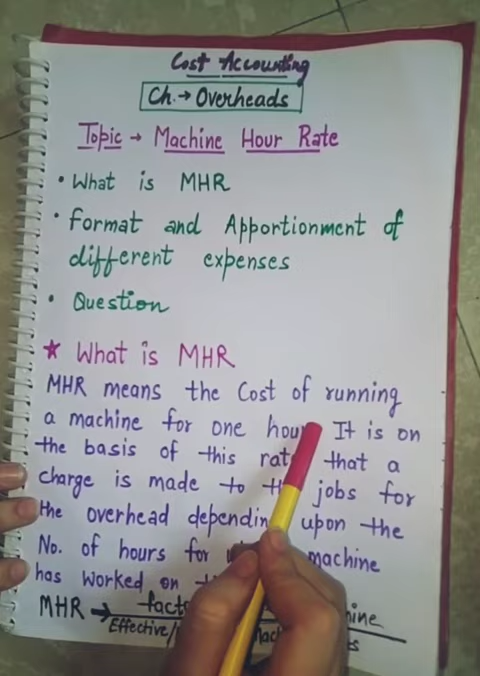 Cost Accounting
Ch. → Overheads
Topic → Machine Hour Rate
• What is MHR
• Format and Apportionment of
different expenses
• Question
★ What is MHR
MHR means the Cost of running
a machine for one hour It is on
the basis of this rate that a
charge is made to the jobs for
the overhead depending upon the
No. of hours for machine
has worked on
MHR →
Effective/